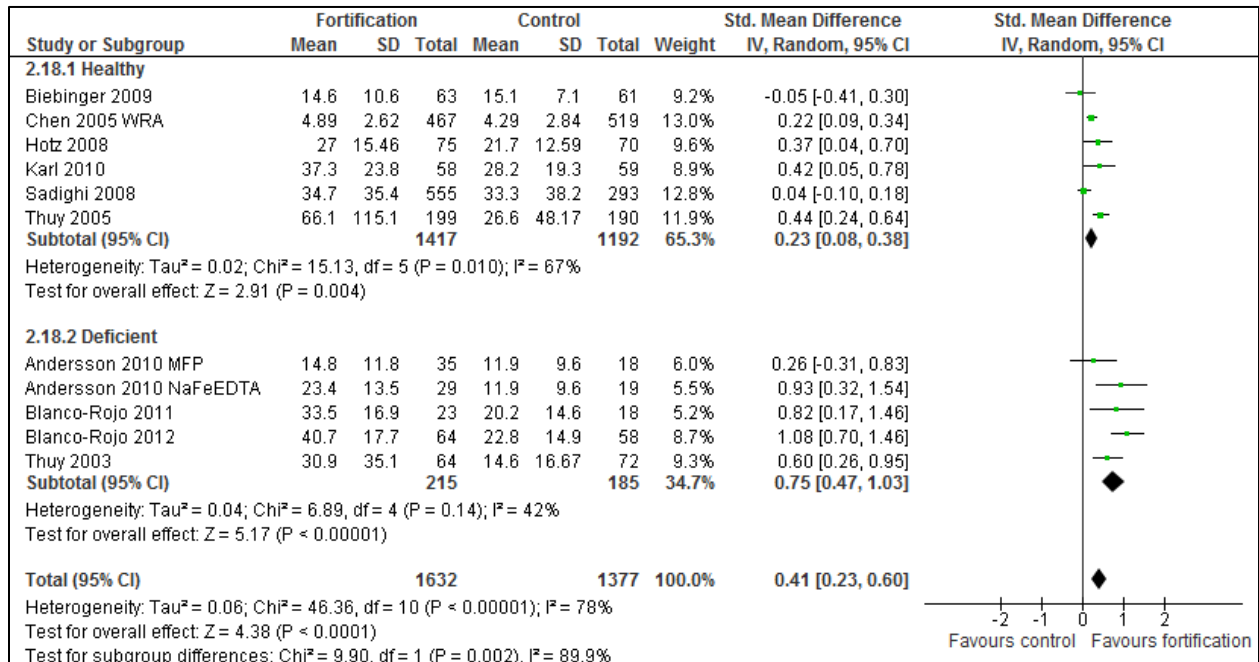 Fortification Control Std. Mean Difference Std. Mean Difference
Study or Subgroup Mean SD Total Mean SD Total Weight IV, Random, 95% CI IV, Random, 95% CI
2.18.1 Healthy
Biebinger 2009 14.6 10.6 63 15.1 7.1 61 9.2% -0.05 [-0.41, 0.30]
Chen 2005 WRA 4.89 2.62 467 4.29 2.84 519 13.0% 0.22 [0.09, 0.34]
Hotz 2008 27 15.46 75 21.7 12.59 70 9.6% 0.37 [0.04, 0.70]
Karl 2010 37.3 23.8 58 28.2 19.3 59 8.9% 0.42 [0.05, 0.78]
Sadighi 2008 34.7 35.4 555 33.3 38.2 293 12.8% 0.04 [-0.10, 0.18]
Thuy 2005 66.1 115.1 199 26.6 48.17 190 11.9% 0.44 [0.24, 0.64]
Subtotal (95% CI) 1417 1192 65.3% 0.23 [0.08, 0.38]
Heterogeneity: Tau² = 0.02; Chi² = 15.13, df = 5 (P = 0.010); I² = 67%
Test for overall effect: Z = 2.91 (P = 0.004)
2.18.2 Deficient
Andersson 2010 MFP 14.8 11.8 35 11.9 9.6 18 6.0% 0.26 [-0.31, 0.83]
Andersson 2010 NaFeEDTA 23.4 13.5 29 11.9 9.6 19 5.5% 0.93 [0.32, 1.54]
Blanco-Rojo 2011 33.5 16.9 23 20.2 14.6 18 5.2% 0.82 [0.17, 1.46]
Blanco-Rojo 2012 40.7 17.7 64 22.8 14.9 58 8.7% 1.08 [0.70, 1.46]
Thuy 2003 30.9 35.1 64 14.6 16.67 72 9.3% 0.60 [0.26, 0.95]
Subtotal (95% CI) 215 185 34.7% 0.75 [0.47, 1.03]
Heterogeneity: Tau² = 0.04; Chi² = 6.89, df = 4 (P = 0.14); I² = 42%
Test for overall effect: Z = 5.17 (P < 0.00001)
Total (95% CI) 1632 1377 100.0% 0.41 [0.23, 0.60]
Heterogeneity: Tau² = 0.06; Chi² = 46.36, df = 10 (P < 0.00001); I² = 78%
Test for overall effect: Z = 4.38 (P < 0.0001)
Test for subgroup differences: Chi² = 9.90, df = 1 (P = 0.002), I² = 89.9%
-2 -1 0 1 2
Favours control Favours fortification